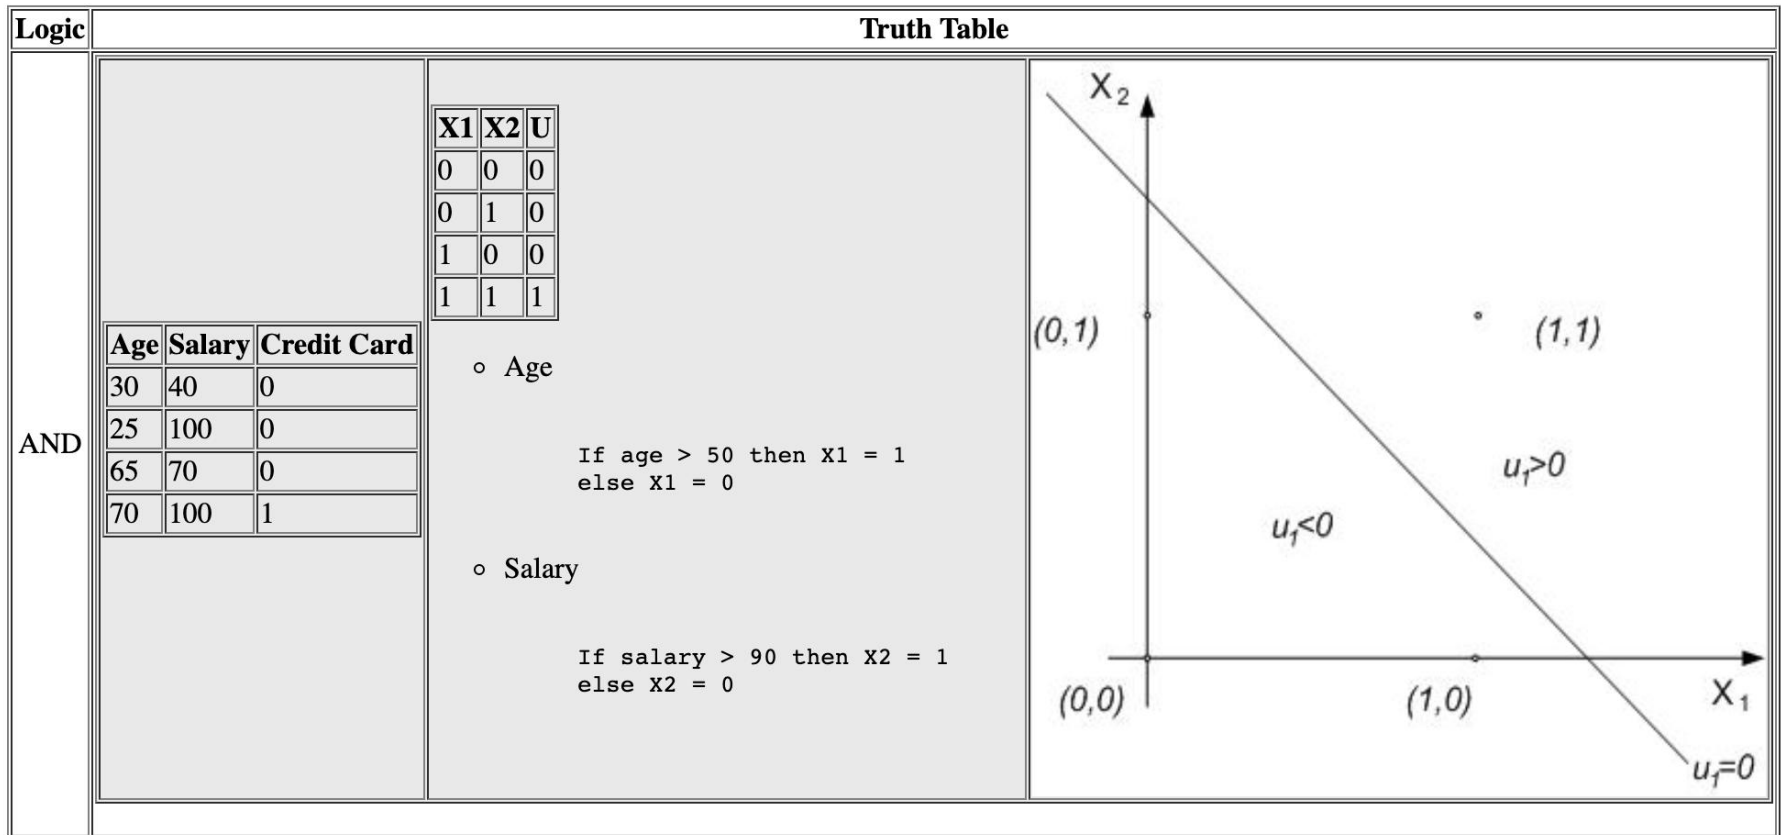 Logic
Truth Table
AND
Age Salary Credit Card
30 40 0
25 100 0
65 70 0
70 100 1
X1 X2 U
0 0 0
0 1 0
1 0 0
1 1 1
Age
If age > 50 then X1 = 1
else X1 = 0
Salary
If salary > 90 then X2 = 1
else X2 = 0
X2
(0,1)
(1,1)
u1>0
u1<0
(0,0)
(1,0)
X1
u1=0